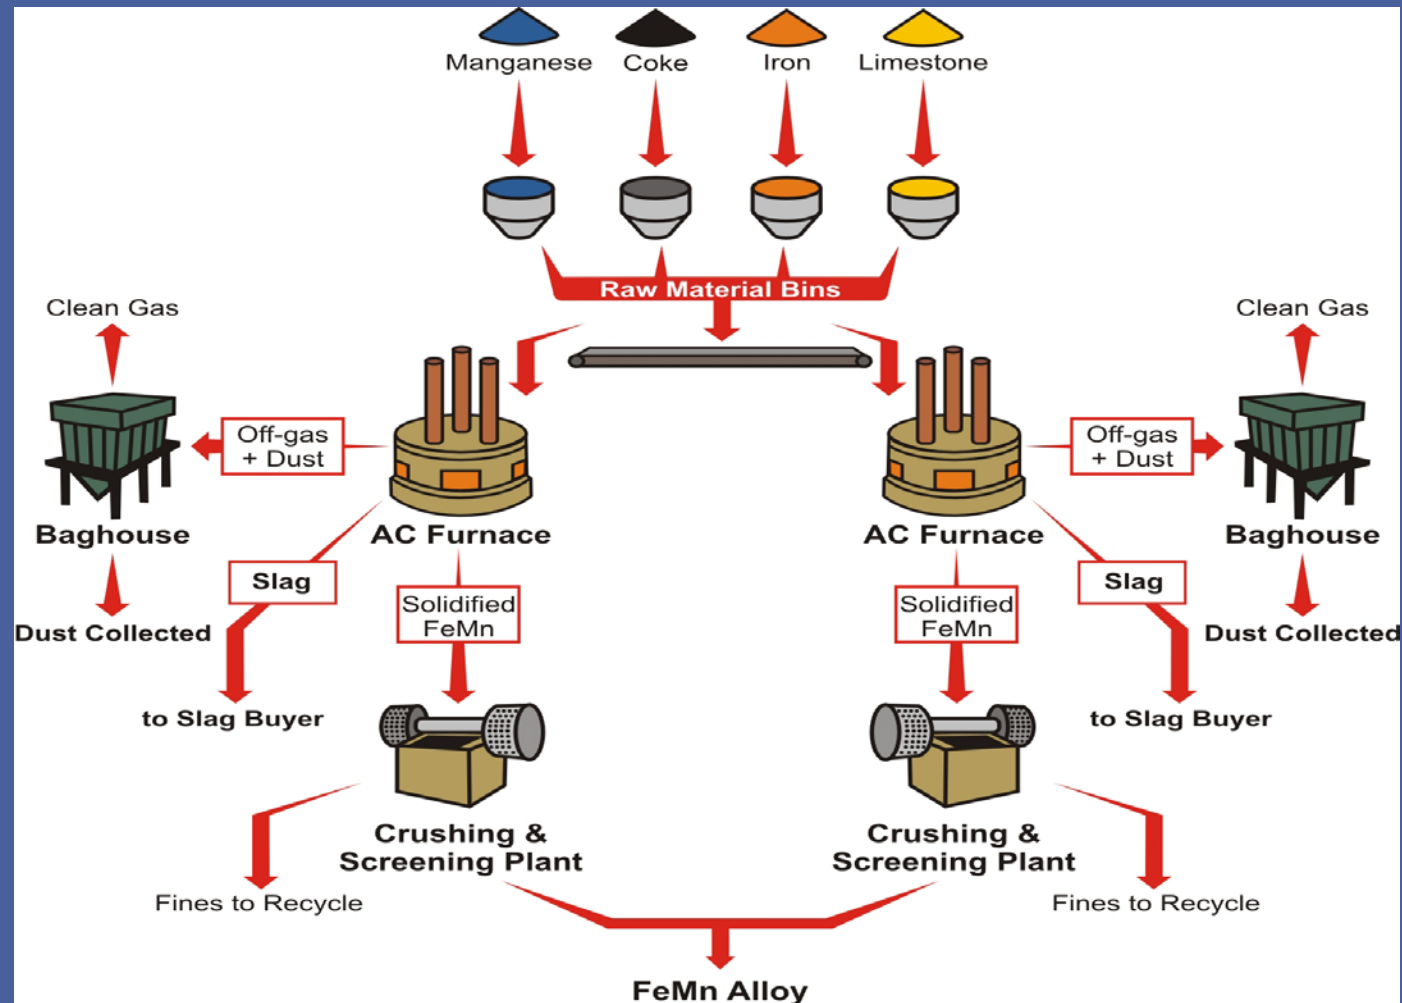 Manganese
Coke
Iron
Limestone
Raw Material Bins
Clean Gas
Clean Gas
Off-gas
+ Dust
Off-gas
+ Dust
Baghouse
AC Furnace
AC Furnace
Baghouse
Slag
Solidified
FeMn
Solidified
FeMn
Slag
Dust Collected
Dust Collected
to Slag Buyer
to Slag Buyer
Crushing &
Screening Plant
Crushing &
Screening Plant
Fines to Recycle
Fines to Recycle
FeMn Alloy